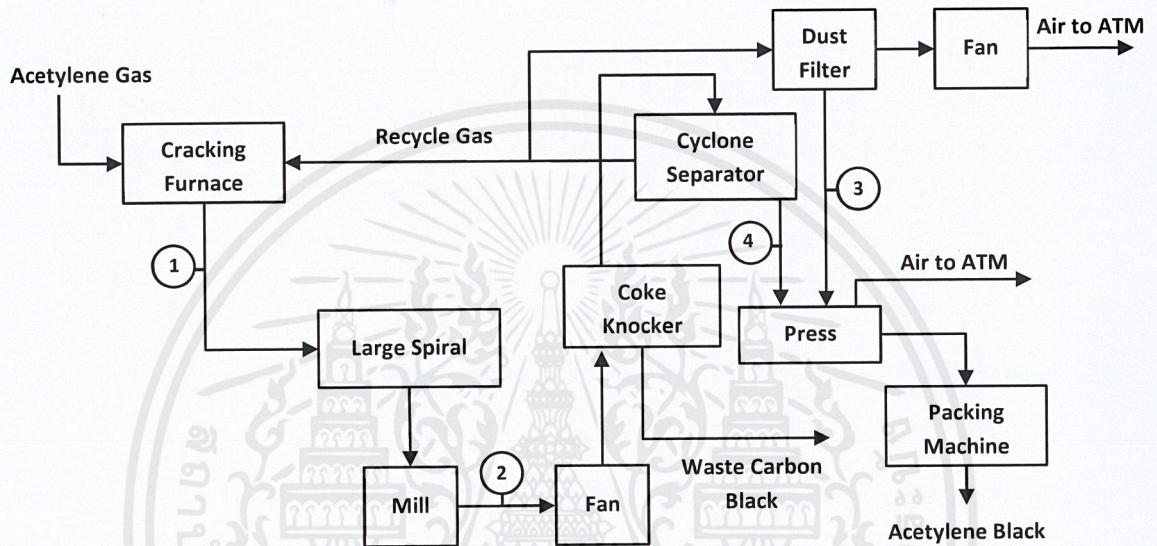 Air to ATM
Dust
Filter
Fan
Acetylene Gas
Recycle Gas
Cracking
Furnace
Cyclone
Separator
3
4
1
Air to ATM
Coke
Knocker
Large Spiral
Press
Packing
Machine
2
Mill
Fan
Waste Carbon
Black
Acetylene Black